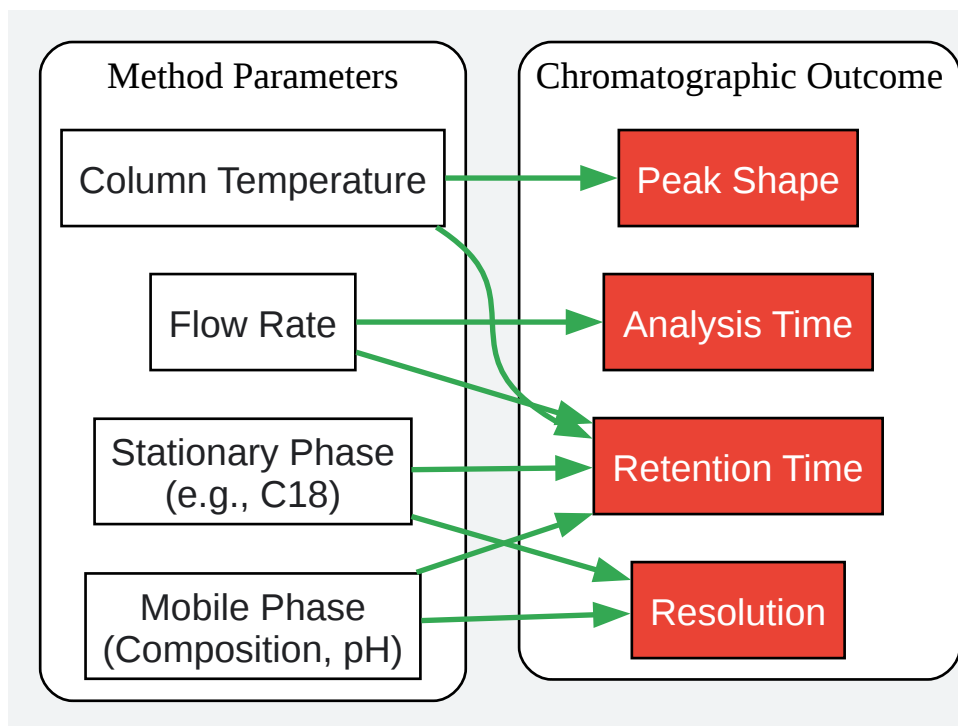 Method Parameters
Column Temperature
Flow Rate
Stationary Phase
(e.g., C18)
Mobile Phase
(Composition, pH)
Chromatographic Outcome
Peak Shape
Analysis Time
Retention Time
Resolution